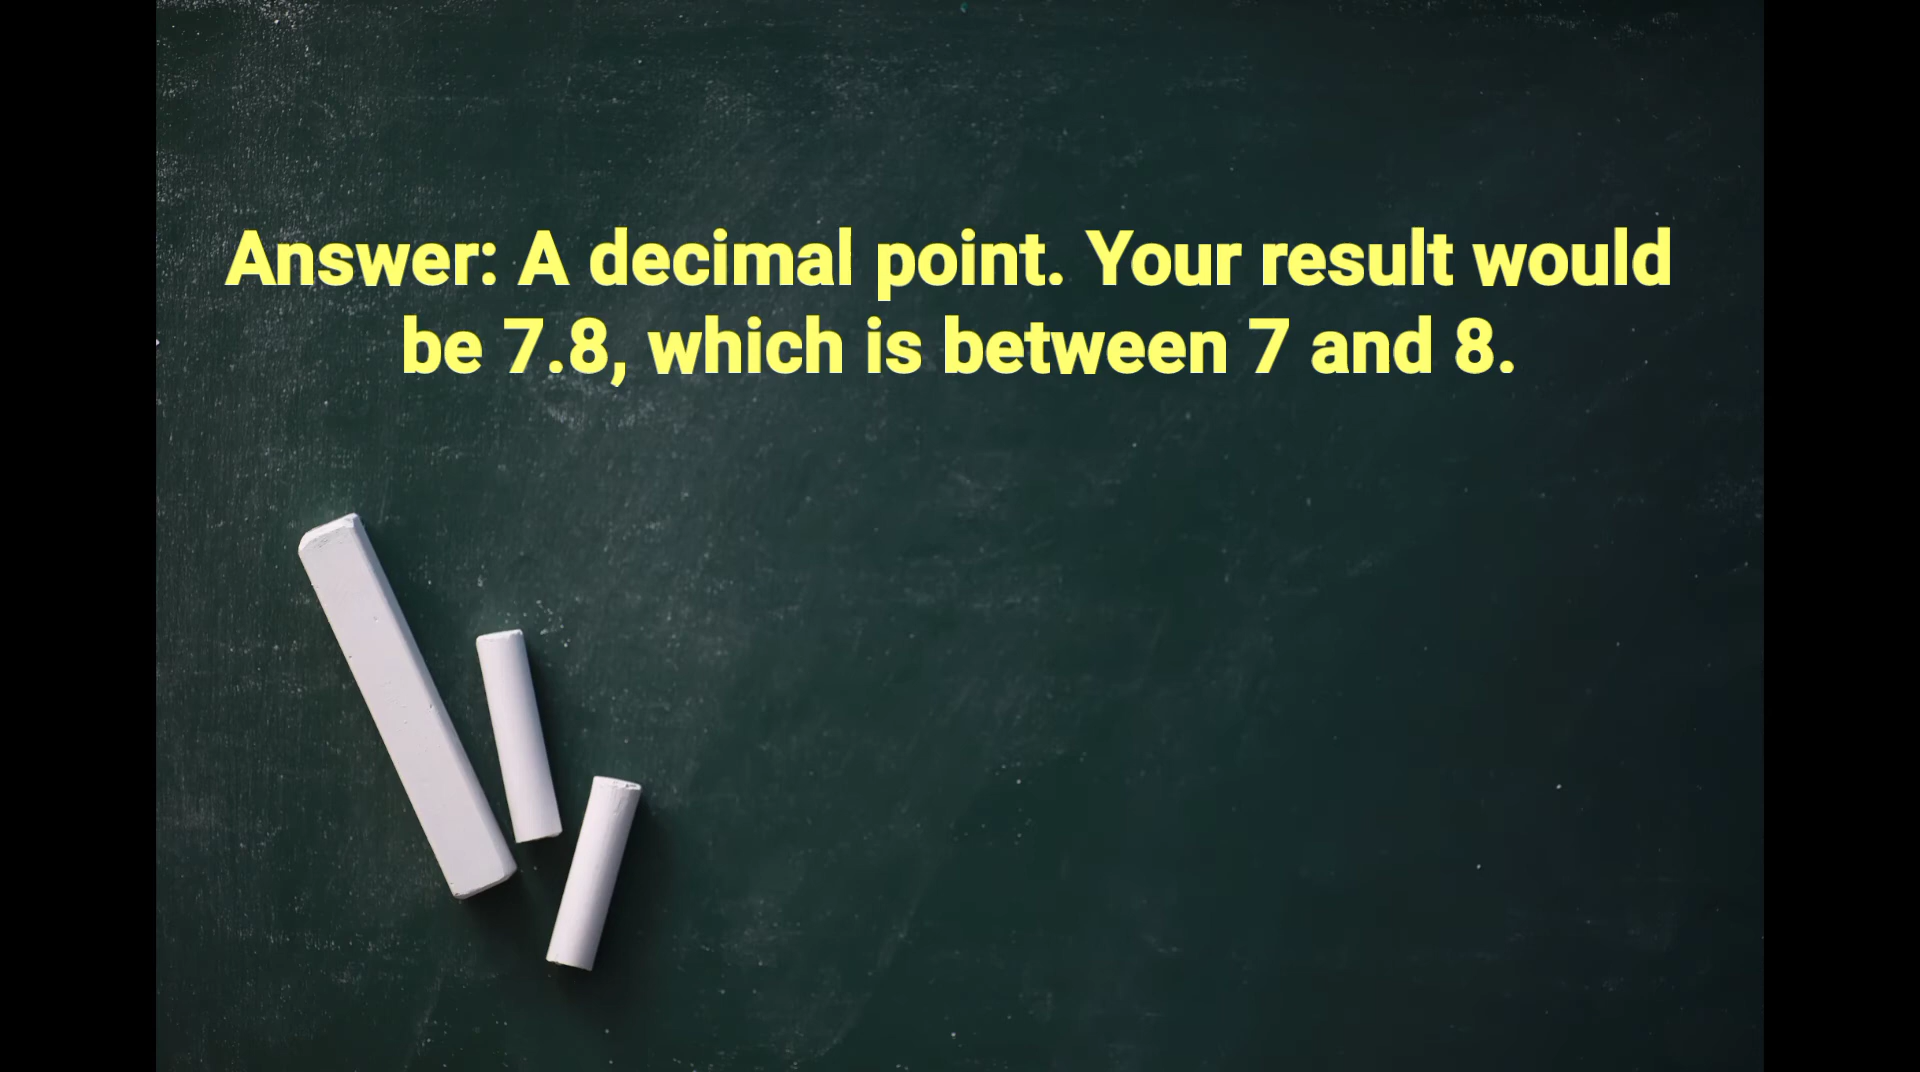 Answer: A decimal point. Your result would
be 7.8, which is between 7 and 8.